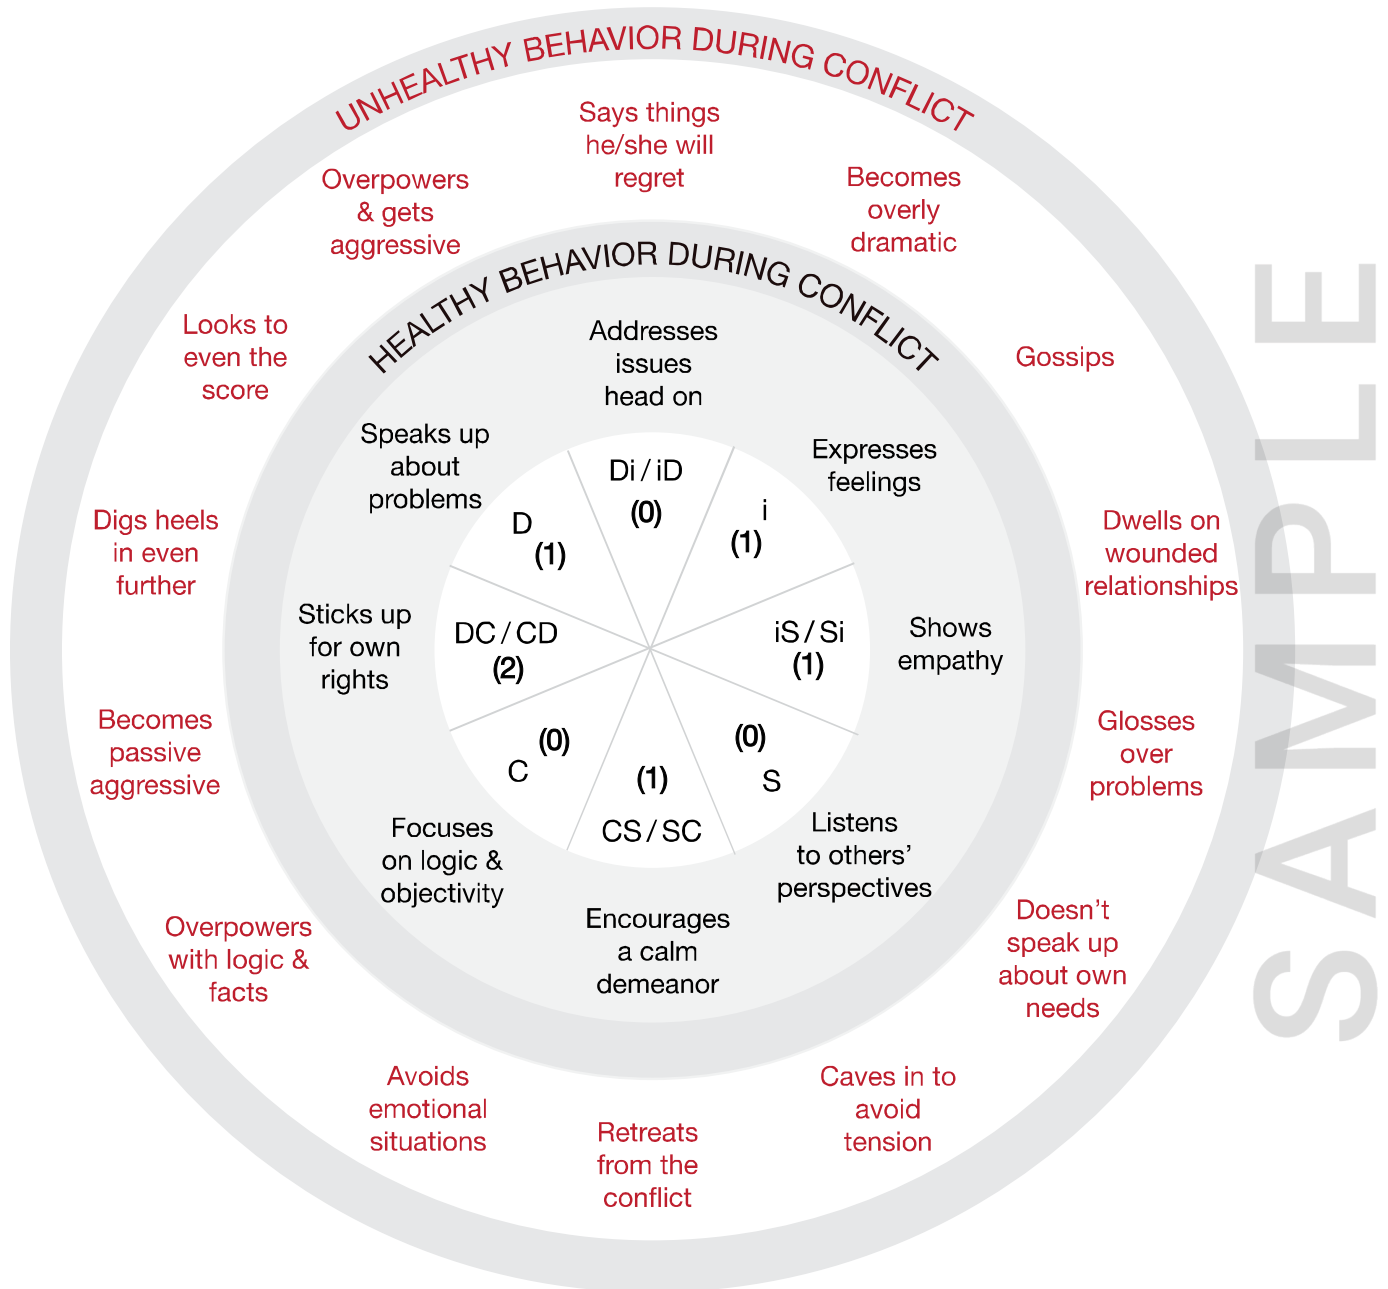 UNHEALTHY BEHAVIOR DURING CONFLICT
Says things
he/she will
regret
Becomes
overly
dramatic
Gossips
Dwells on
wounded
relationships
Glosses
over
problems
Doesn’t
speak up
about own
needs
Caves in to
avoid
tension
Retreats
from the
conflict
Avoids
emotional
situations
Overpowers
with logic &
facts
Becomes
passive
aggressive
Digs heels
in even
further
Looks to
even the
score
Overpowers
& gets
aggressive
HEALTHY BEHAVIOR DURING CONFLICT
Addresses
issues
head on
Expresses
feelings
Shows
empathy
Listens
to others’
perspectives
Encourages
a calm
demeanor
Focuses
on logic &
objectivity
Sticks up
for own
rights
Speaks up
about
problems
Di / iD
(0)
i
(1)
iS / Si
(1)
(0)
S
(1)
CS / SC
(0)
C
DC / CD
(2)
D
(1)
SAMPLE